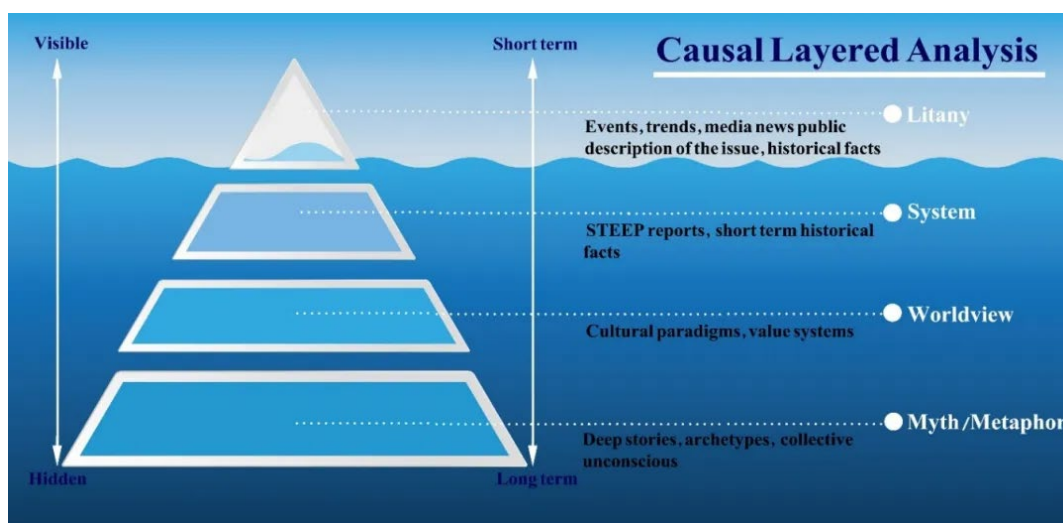 Visible
Short term
Causal Layered Analysis
Litany
Events, trends, media news public
description of the issue, historical facts
System
STEEP reports, short term historical
facts
Worldview
Cultural paradigms, value systems
Myth/Metaphor
Deep stories, archetypes, collective
unconscious
Hidden
Long term